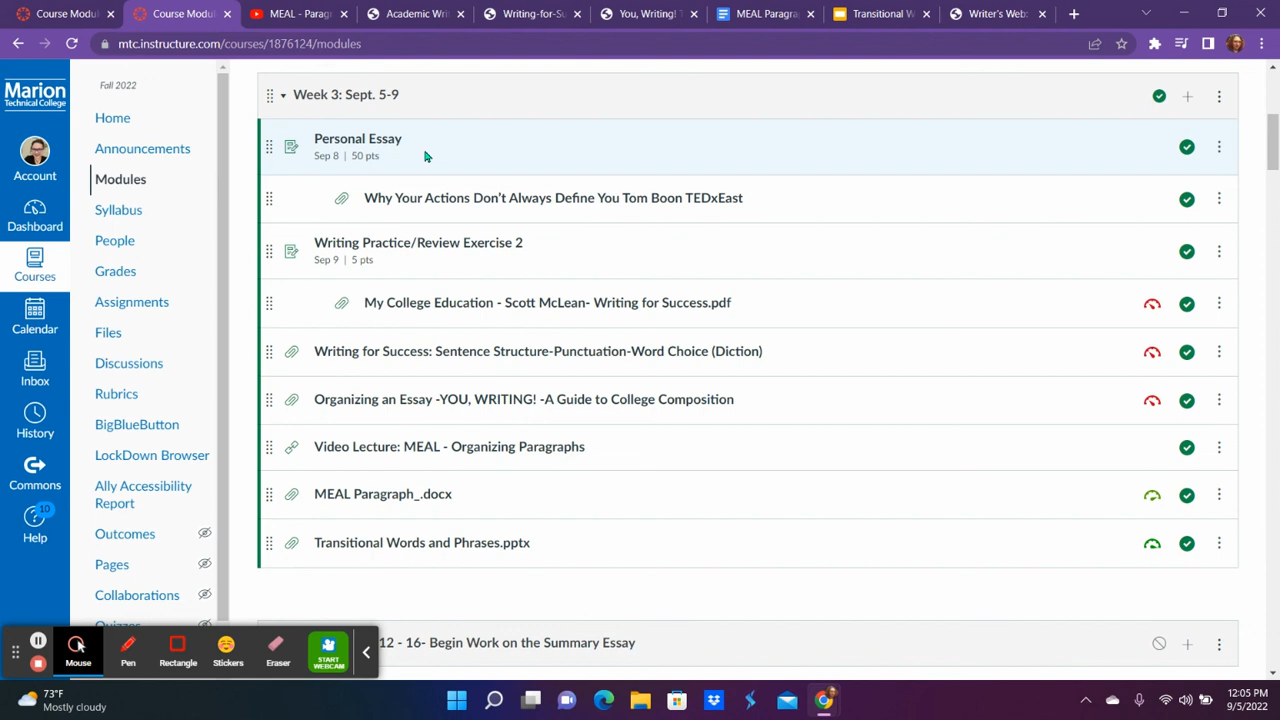 Course Modu
Course Modul
MEAL - Parag
Academic Wri
Writing-for-Su
You, Writing! T
MEAL Paragra
Transitional W
Writer's Web:
mtc.instructure.com/courses/1876124/modules
Marion
Technical College
Account
Dashboard
Courses
Calendar
Inbox
History
Commons
10
Help
Fall 2022
Home
Announcements
Modules
Syllabus
People
Grades
Assignments
Files
Discussions
Rubrics
BigBlueButton
LockDown Browser
Ally Accessibility
Report
Outcomes
Pages
Collaborations
Quizzes
Week 3: Sept. 5-9
Personal Essay
Sep 8 | 50 pts
Why Your Actions Don't Always Define You Tom Boon TEDxEast
Writing Practice/Review Exercise 2
Sep 9 | 5 pts
My College Education - Scott McLean- Writing for Success.pdf
Writing for Success: Sentence Structure-Punctuation-Word Choice (Diction)
Organizing an Essay -YOU, WRITING! -A Guide to College Composition
Video Lecture: MEAL - Organizing Paragraphs
MEAL Paragraph_.docx
Transitional Words and Phrases.pptx
12 - 16- Begin Work on the Summary Essay
Mouse
Pen
Rectangle
Stickers
Eraser
START
WEBCAM
73°F
Mostly cloudy
12:05 PM
9/5/2022